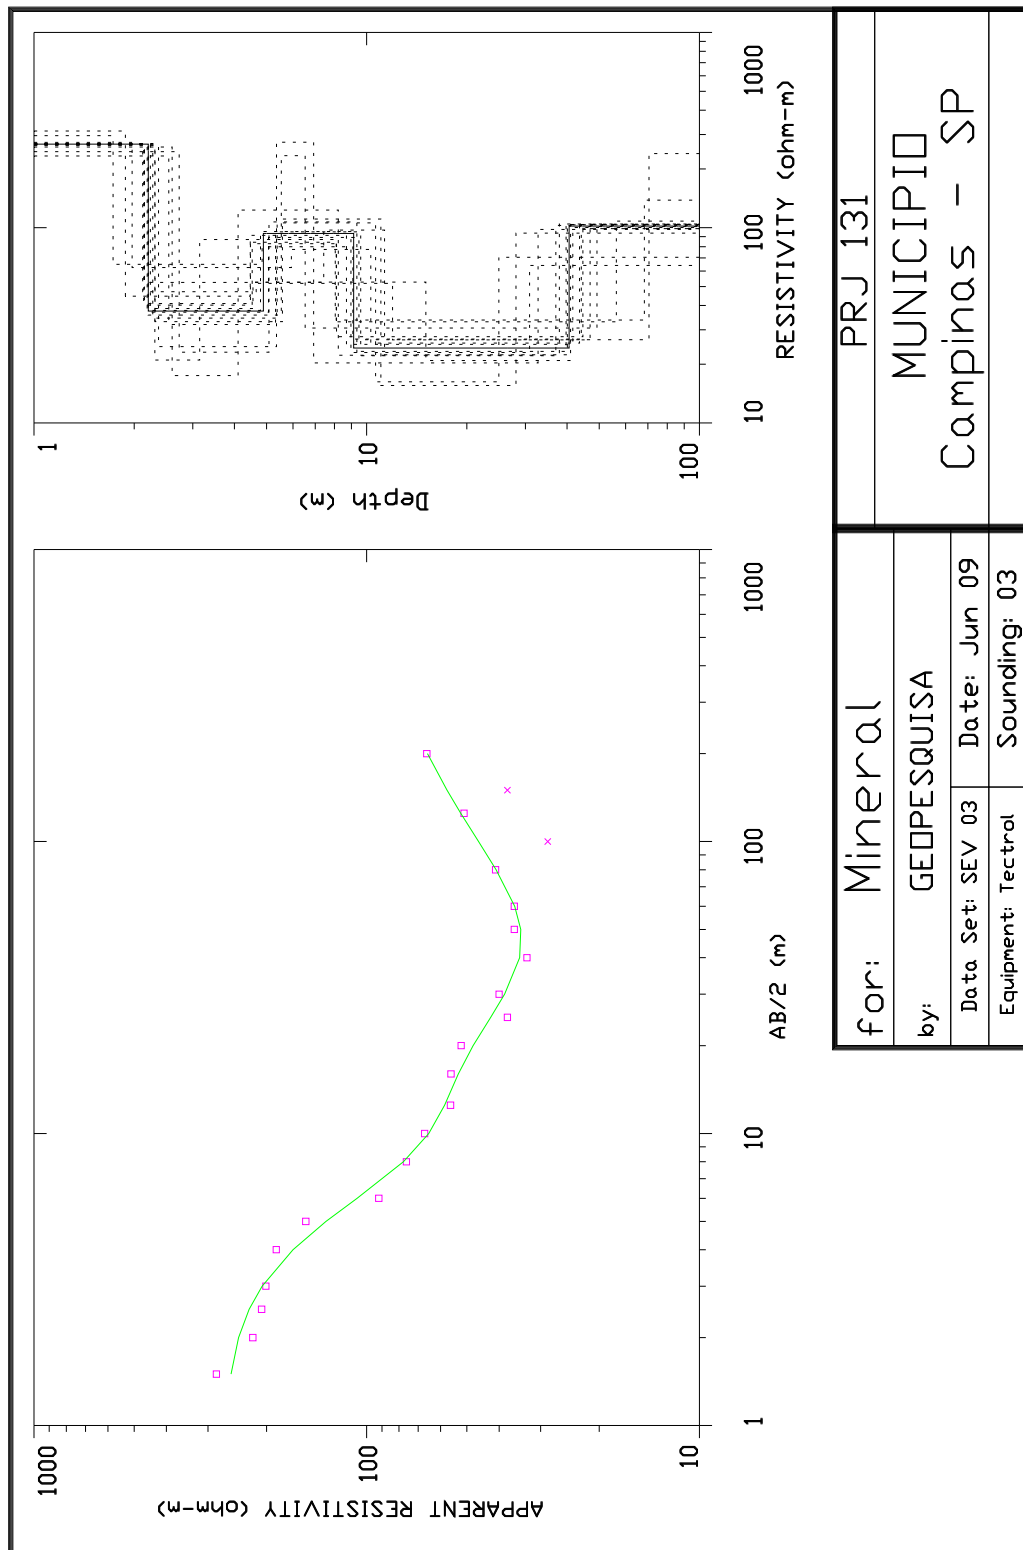 1000
100
10
RESISTIVITY (ohm-m)
1
10
100
Depth (m)
1000
100
10
1
AB/2 (m)
1000
100
10
APPARENT RESISTIVITY (ohm-m)
PRJ 131
MUNICIPIO
Campinas - SP
for: Mineral
by: GEOPESQUISA
Data Set: SEV 03
Date: Jun 09
Equipment: Tectrol
Sounding: 03